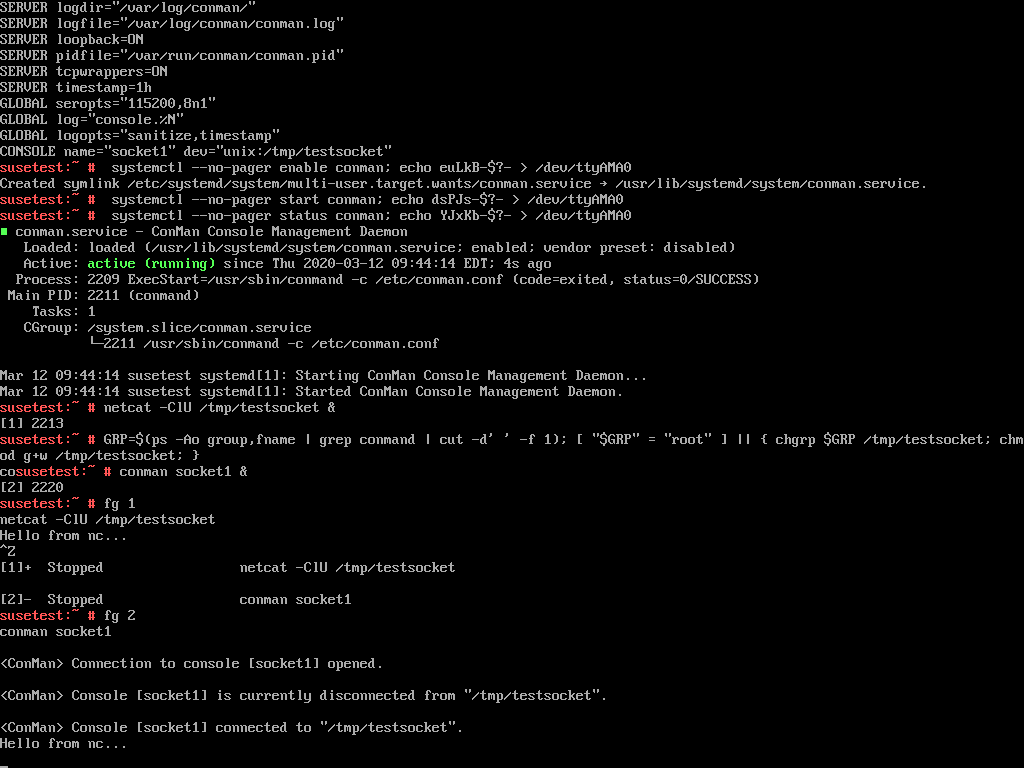 SERVER logdir="/var/log/conman/"
SERVER logfile="/var/log/conman/conman.log"
SERVER loopback=ON
SERVER pidfile="/var/run/conman/conman.pid"
SERVER tcpwrappers=ON
SERVER timestamp=1h
GLOBAL seropts="115200,8n1"
GLOBAL log="console.%N"
GLOBAL logopts="sanitize,timestamp"
CONSOLE name="socket1" dev="unix:/tmp/testsocket"
susetest:~ #  systemctl --no-pager enable conman; echo euLkB-$?- > /dev/ttyAMA0
Created symlink /etc/systemd/system/multi-user.target.wants/conman.service → /usr/lib/systemd/system/conman.service.
susetest:~ #  systemctl --no-pager start conman; echo dsPJs-$?- > /dev/ttyAMA0
susetest:~ #  systemctl --no-pager status conman; echo YJxKb-$?- > /dev/ttyAMA0
■ conman.service - ConMan Console Management Daemon
   Loaded: loaded (/usr/lib/systemd/system/conman.service; enabled; vendor preset: disabled)
   Active: active (running) since Thu 2020-03-12 09:44:14 EDT; 4s ago
  Process: 2209 ExecStart=/usr/sbin/conmand -c /etc/conman.conf (code=exited, status=0/SUCCESS)
 Main PID: 2211 (conmand)
    Tasks: 1
   CGroup: /system.slice/conman.service
           └─2211 /usr/sbin/conmand -c /etc/conman.conf
Mar 12 09:44:14 susetest systemd[1]: Starting ConMan Console Management Daemon...
Mar 12 09:44:14 susetest systemd[1]: Started ConMan Console Management Daemon.
susetest:~ # netcat -ClU /tmp/testsocket &
[1] 2213
susetest:~ # GRP=$(ps -Ao group,fname | grep conmand | cut -d' ' -f 1); [ "$GRP" = "root" ] || { chgrp $GRP /tmp/testsocket; chm
od g+w /tmp/testsocket; }
cosusetest:~ # conman socket1 &
[2] 2220
susetest:~ # fg 1
netcat -ClU /tmp/testsocket
Hello from nc...
^Z
[1]+  Stopped                 netcat -ClU /tmp/testsocket
[2]-  Stopped                 conman socket1
susetest:~ # fg 2
conman socket1
<ConMan> Connection to console [socket1] opened.
<ConMan> Console [socket1] is currently disconnected from "/tmp/testsocket".
<ConMan> Console [socket1] connected to "/tmp/testsocket".
Hello from nc...